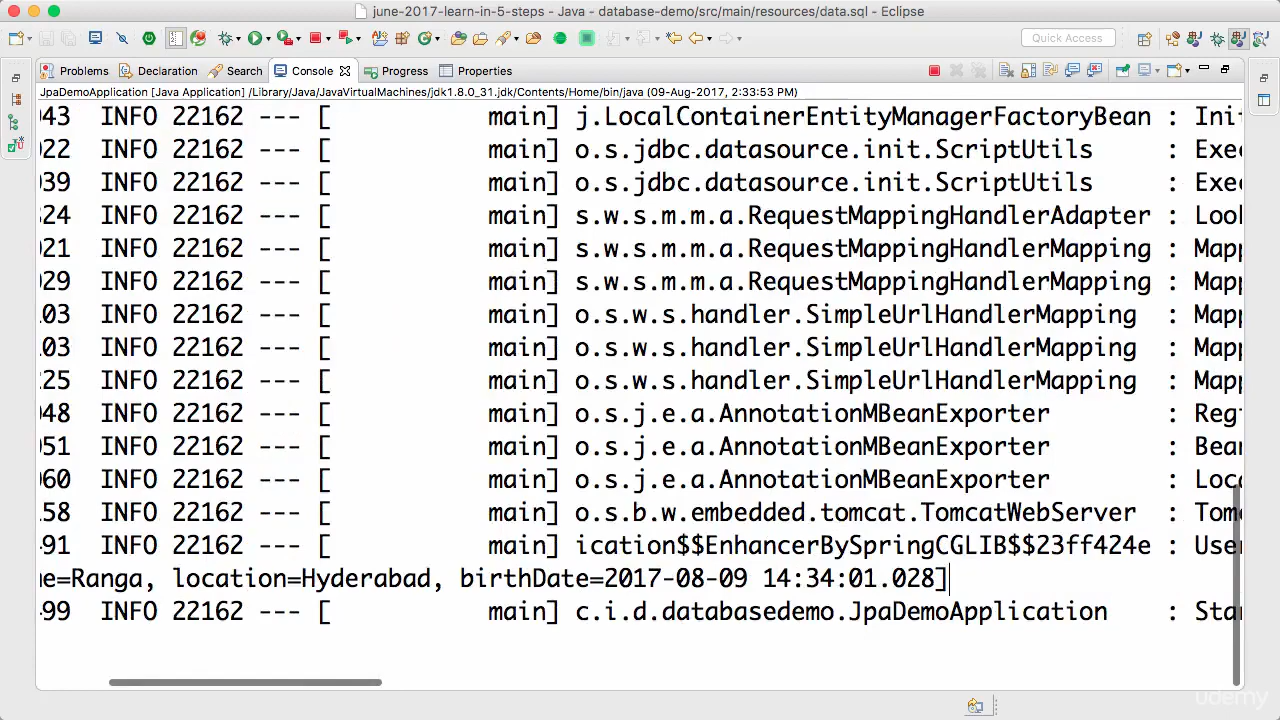 june-2017-learn-n-5-steps - Java - database-demo/src/main/resources/data.sql - Eclipse
Quick Access
Problems Declaration Search Console Progress Properties
JpaDemoApplication [Java Application] /Library/Java/JavaVirtualMachines/jdk1.8.0_31.jdk/Contents/Home/bin/java (09-Aug-2017, 2:33:53 PM)
043 INFO 22162 --- [ main] j.LocalContainerEntityManagerFactoryBean : Ini
022 INFO 22162 --- [ main] o.s.jdbc.datasource.init.ScriptUtils : Exe
039 INFO 22162 --- [ main] o.s.jdbc.datasource.init.ScriptUtils : Exe
324 INFO 22162 --- [ main] s.w.s.m.m.a.RequestMappingHandlerAdapter : Loo
021 INFO 22162 --- [ main] s.w.s.m.m.a.RequestMappingHandlerMapping : Map
029 INFO 22162 --- [ main] s.w.s.m.m.a.RequestMappingHandlerMapping : Map
103 INFO 22162 --- [ main] o.s.w.s.handler.SimpleUrlHandlerMapping : Map
103 INFO 22162 --- [ main] o.s.w.s.handler.SimpleUrlHandlerMapping : Map
225 INFO 22162 --- [ main] o.s.w.s.handler.SimpleUrlHandlerMapping : Map
048 INFO 22162 --- [ main] o.s.j.e.a.AnnotationMBeanExporter : Reg
051 INFO 22162 --- [ main] o.s.j.e.a.AnnotationMBeanExporter : Bea
060 INFO 22162 --- [ main] o.s.j.e.a.AnnotationMBeanExporter : Loc
158 INFO 22162 --- [ main] o.s.b.w.embedded.tomcat.TomcatWebServer : Tom
491 INFO 22162 --- [ main] ication$$EnhancerBySpringCGLIB$$23ff424e : Use
me=Ranga, location=Hyderabad, birthDate=2017-08-09 14:34:01.028]
499 INFO 22162 --- [ main] c.i.d.databasedemo.JpaDemoApplication : Sta
udemy